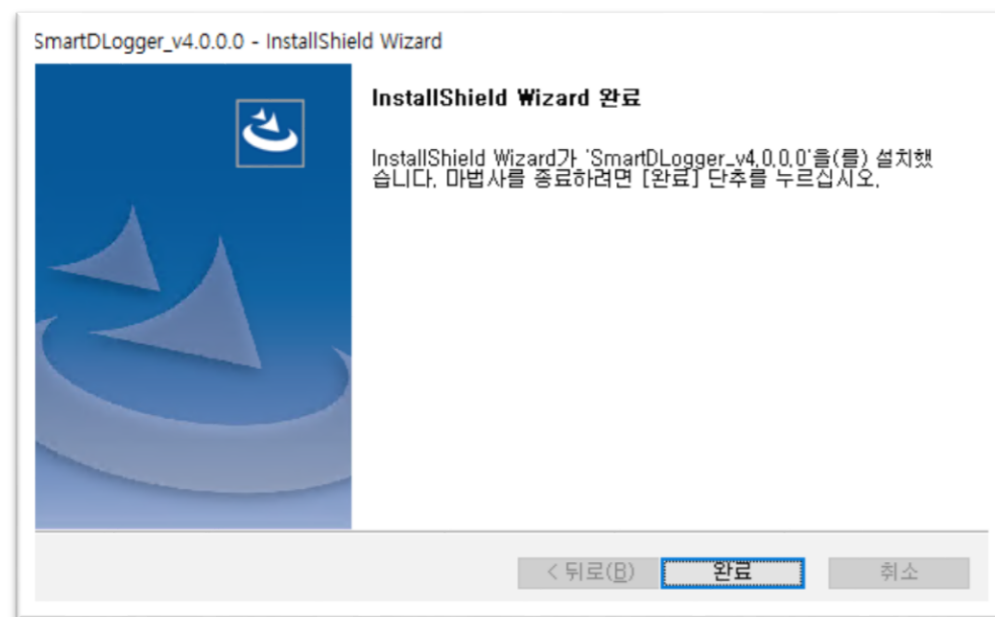 SmartDLogger_v4.0.0.0 - InstallShield Wizard
InstallShield Wizard 완료
InstallShield Wizard가 'SmartDLogger_v4.0.0.0'을(를) 설치했
습니다. 마법사를 종료하려면 [완료] 단추를 누르십시오.
< 뒤로(B) 완료 취소